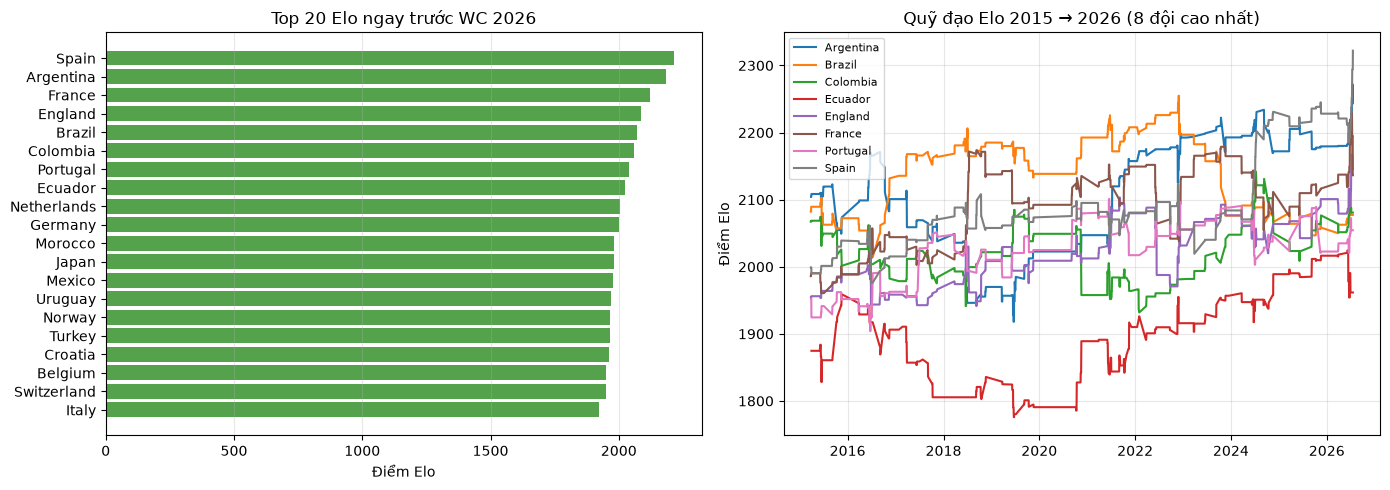 Top 20 Elo ngay trước WC 2026
Spain
Argentina
France
England
Brazil
Colombia
Portugal
Ecuador
Netherlands
Germany
Morocco
Japan
Mexico
Uruguay
Norway
Turkey
Croatia
Belgium
Switzerland
Italy
0 500 1000 1500 2000
Điểm Elo
Quỹ đạo Elo 2015 → 2026 (8 đội cao nhất)
Argentina
Brazil
Colombia
Ecuador
England
France
Portugal
Spain
Điểm Elo
2300
2200
2100
2000
1900
1800
2016 2018 2020 2022 2024 2026